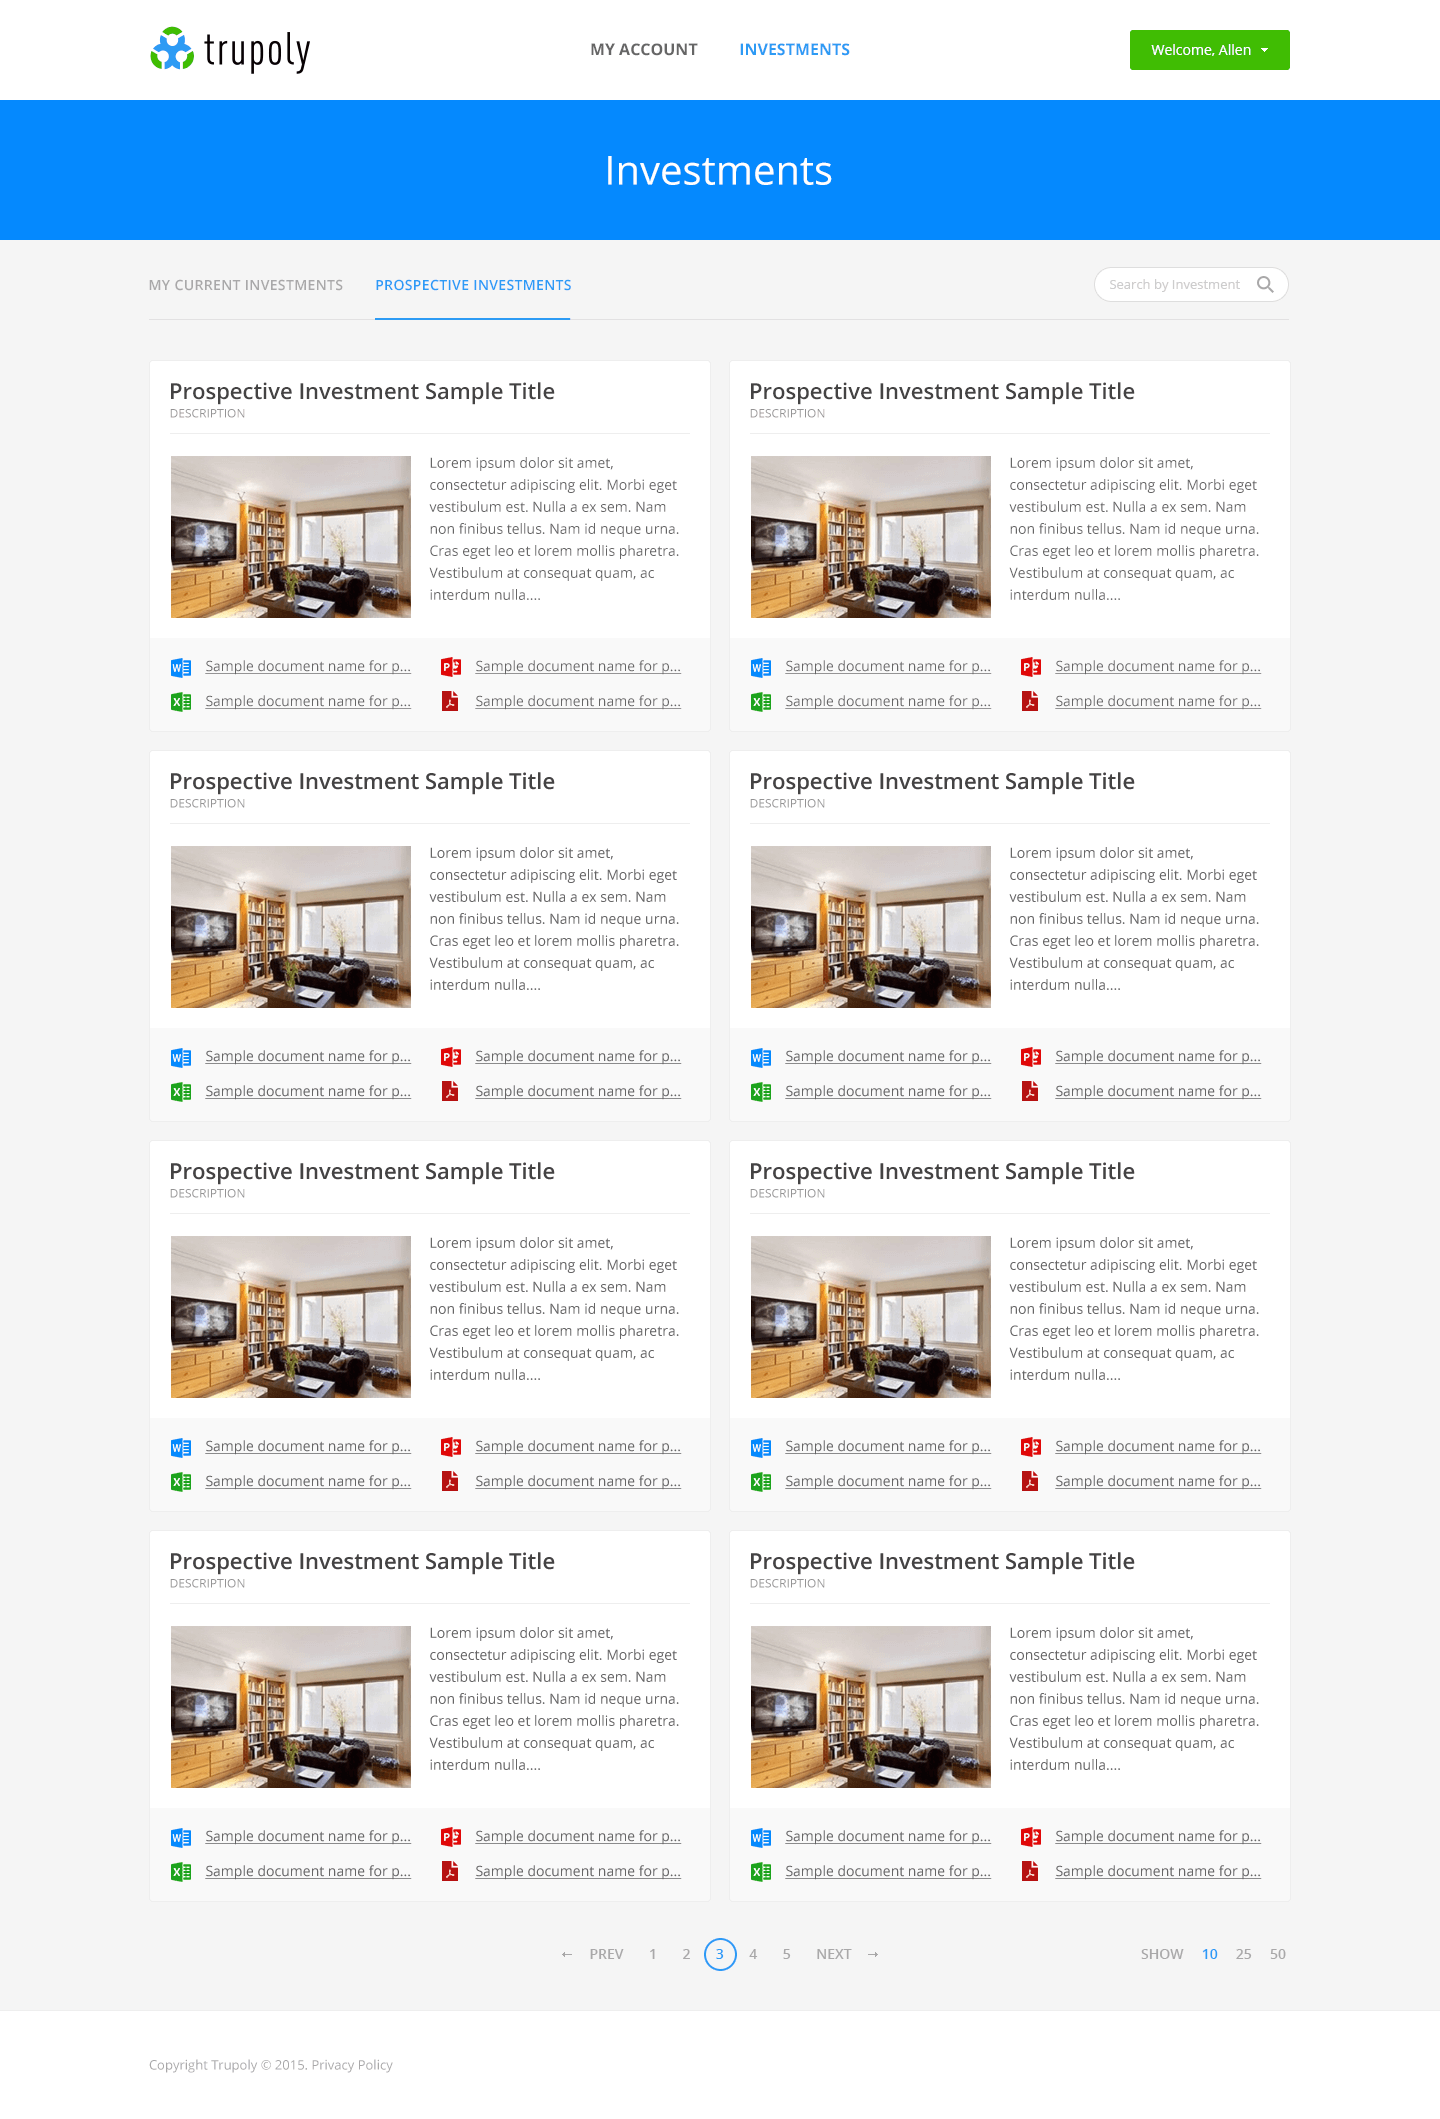 trupoly
MY ACCOUNT
INVESTMENTS
Welcome, Allen
Investments
MY CURRENT INVESTMENTS
PROSPECTIVE INVESTMENTS
Search by Investment
Prospective Investment Sample Title
DESCRIPTION
Lorem ipsum dolor sit amet,
consectetur adipiscing elit. Morbi eget
vestibulum est. Nulla a ex sem. Nam
non finibus tellus. Nam id neque urna.
Cras eget leo et lorem mollis pharetra.
Vestibulum at consequat quam, ac
interdum nulla....
Sample document name for p...
Sample document name for p...
Sample document name for p...
Sample document name for p...
Prospective Investment Sample Title
DESCRIPTION
Lorem ipsum dolor sit amet,
consectetur adipiscing elit. Morbi eget
vestibulum est. Nulla a ex sem. Nam
non finibus tellus. Nam id neque urna.
Cras eget leo et lorem mollis pharetra.
Vestibulum at consequat quam, ac
interdum nulla....
Sample document name for p...
Sample document name for p...
Sample document name for p...
Sample document name for p...
Prospective Investment Sample Title
DESCRIPTION
Lorem ipsum dolor sit amet,
consectetur adipiscing elit. Morbi eget
vestibulum est. Nulla a ex sem. Nam
non finibus tellus. Nam id neque urna.
Cras eget leo et lorem mollis pharetra.
Vestibulum at consequat quam, ac
interdum nulla....
Sample document name for p...
Sample document name for p...
Sample document name for p...
Sample document name for p...
Prospective Investment Sample Title
DESCRIPTION
Lorem ipsum dolor sit amet,
consectetur adipiscing elit. Morbi eget
vestibulum est. Nulla a ex sem. Nam
non finibus tellus. Nam id neque urna.
Cras eget leo et lorem mollis pharetra.
Vestibulum at consequat quam, ac
interdum nulla....
Sample document name for p...
Sample document name for p...
Sample document name for p...
Sample document name for p...
Prospective Investment Sample Title
DESCRIPTION
Lorem ipsum dolor sit amet,
consectetur adipiscing elit. Morbi eget
vestibulum est. Nulla a ex sem. Nam
non finibus tellus. Nam id neque urna.
Cras eget leo et lorem mollis pharetra.
Vestibulum at consequat quam, ac
interdum nulla....
Sample document name for p...
Sample document name for p...
Sample document name for p...
Sample document name for p...
Prospective Investment Sample Title
DESCRIPTION
Lorem ipsum dolor sit amet,
consectetur adipiscing elit. Morbi eget
vestibulum est. Nulla a ex sem. Nam
non finibus tellus. Nam id neque urna.
Cras eget leo et lorem mollis pharetra.
Vestibulum at consequat quam, ac
interdum nulla....
Sample document name for p...
Sample document name for p...
Sample document name for p...
Sample document name for p...
Prospective Investment Sample Title
DESCRIPTION
Lorem ipsum dolor sit amet,
consectetur adipiscing elit. Morbi eget
vestibulum est. Nulla a ex sem. Nam
non finibus tellus. Nam id neque urna.
Cras eget leo et lorem mollis pharetra.
Vestibulum at consequat quam, ac
interdum nulla....
Sample document name for p...
Sample document name for p...
Sample document name for p...
Sample document name for p...
Prospective Investment Sample Title
DESCRIPTION
Lorem ipsum dolor sit amet,
consectetur adipiscing elit. Morbi eget
vestibulum est. Nulla a ex sem. Nam
non finibus tellus. Nam id neque urna.
Cras eget leo et lorem mollis pharetra.
Vestibulum at consequat quam, ac
interdum nulla....
Sample document name for p...
Sample document name for p...
Sample document name for p...
Sample document name for p...
← PREV 1 2 3 4 5 NEXT →
SHOW 10 25 50
Copyright Trupoly © 2015. Privacy Policy